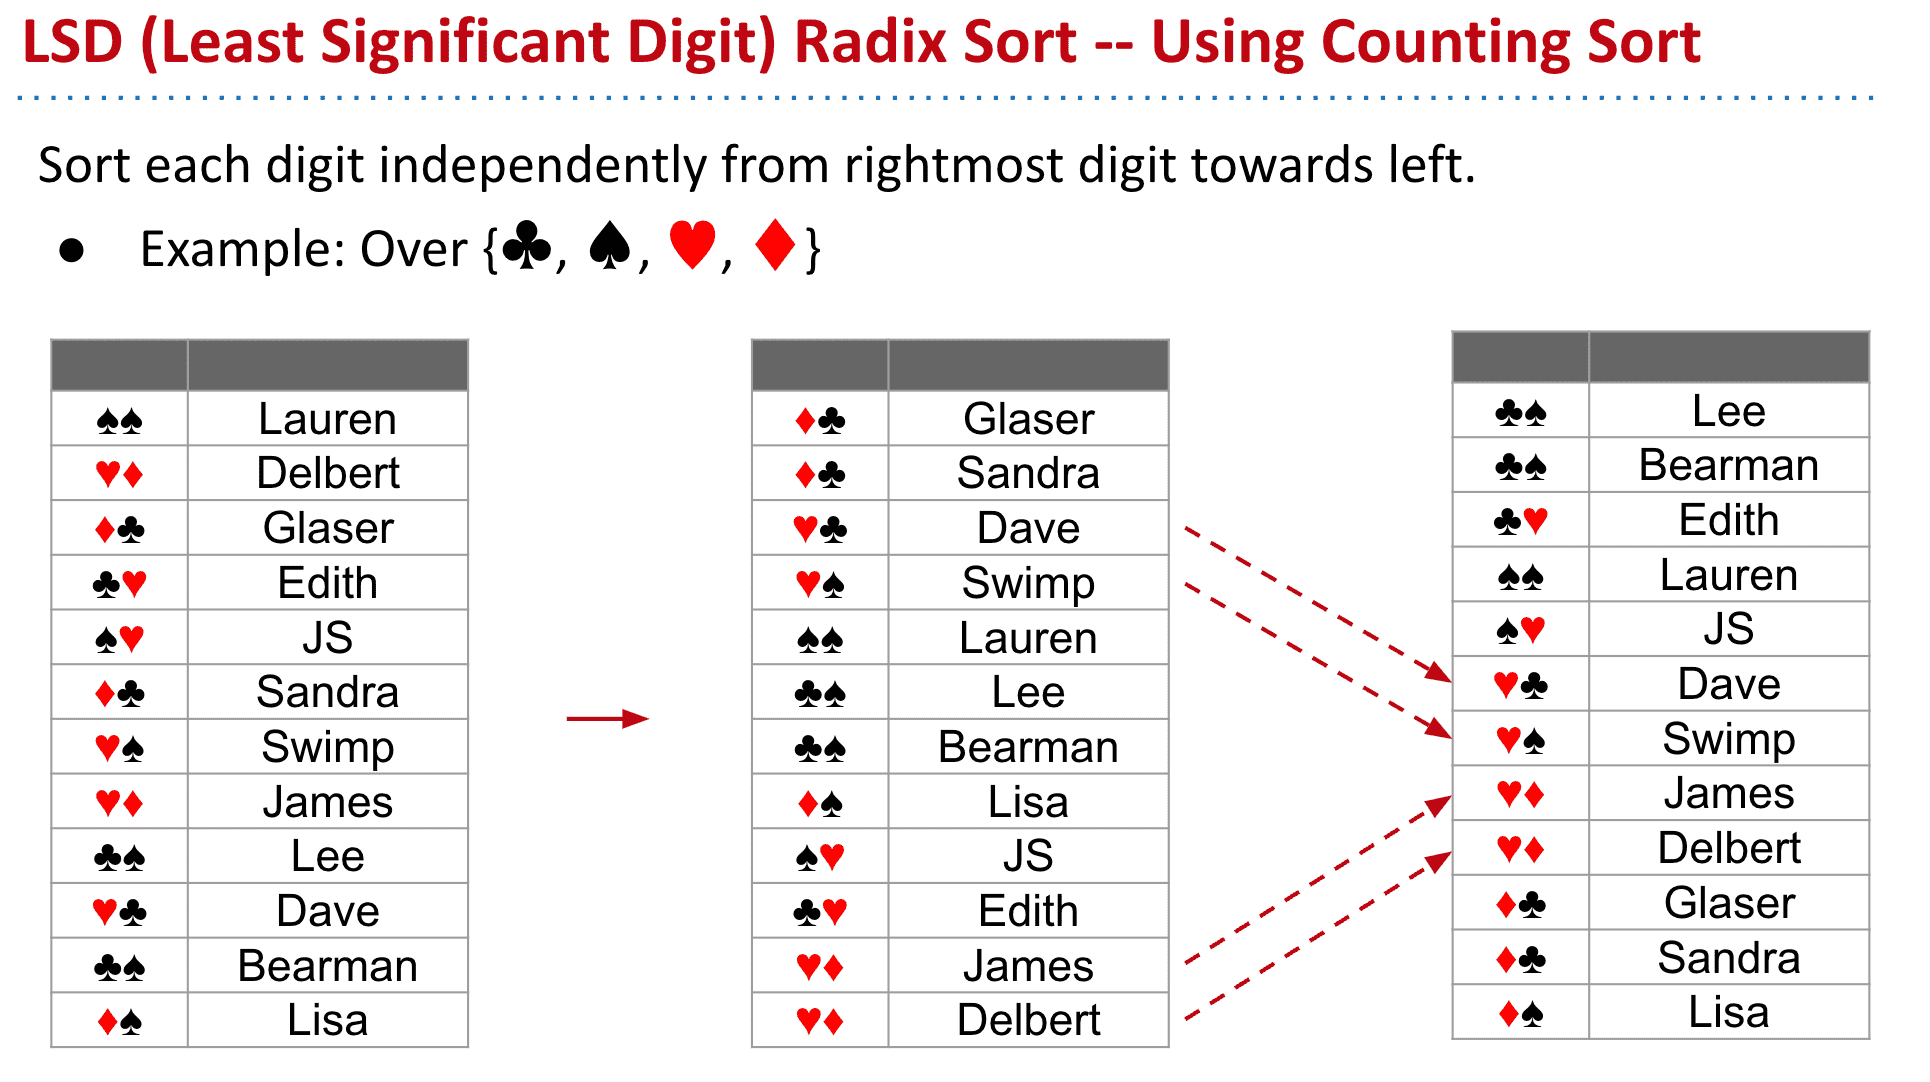 LSD (Least Significant Digit) Radix Sort -- Using Counting Sort
Sort each digit independently from rightmost digit towards left.
● Example: Over {♣, ♠, ♥, ♦}
♠♠ Lauren
♥♦ Delbert
♦♣ Glaser
♣♥ Edith
♠♥ JS
♦♣ Sandra
♥♠ Swimp
♥♦ James
♣♠ Lee
♥♣ Dave
♣♠ Bearman
♦♠ Lisa
♦♣ Glaser
♦♣ Sandra
♥♣ Dave
♥♠ Swimp
♠♠ Lauren
♣♠ Lee
♣♠ Bearman
♦♠ Lisa
♠♥ JS
♣♥ Edith
♥♦ James
♥♦ Delbert
♣♠ Lee
♣♠ Bearman
♣♥ Edith
♠♠ Lauren
♠♥ JS
♥♣ Dave
♥♠ Swimp
♥♦ James
♥♦ Delbert
♦♣ Glaser
♦♣ Sandra
♦♠ Lisa